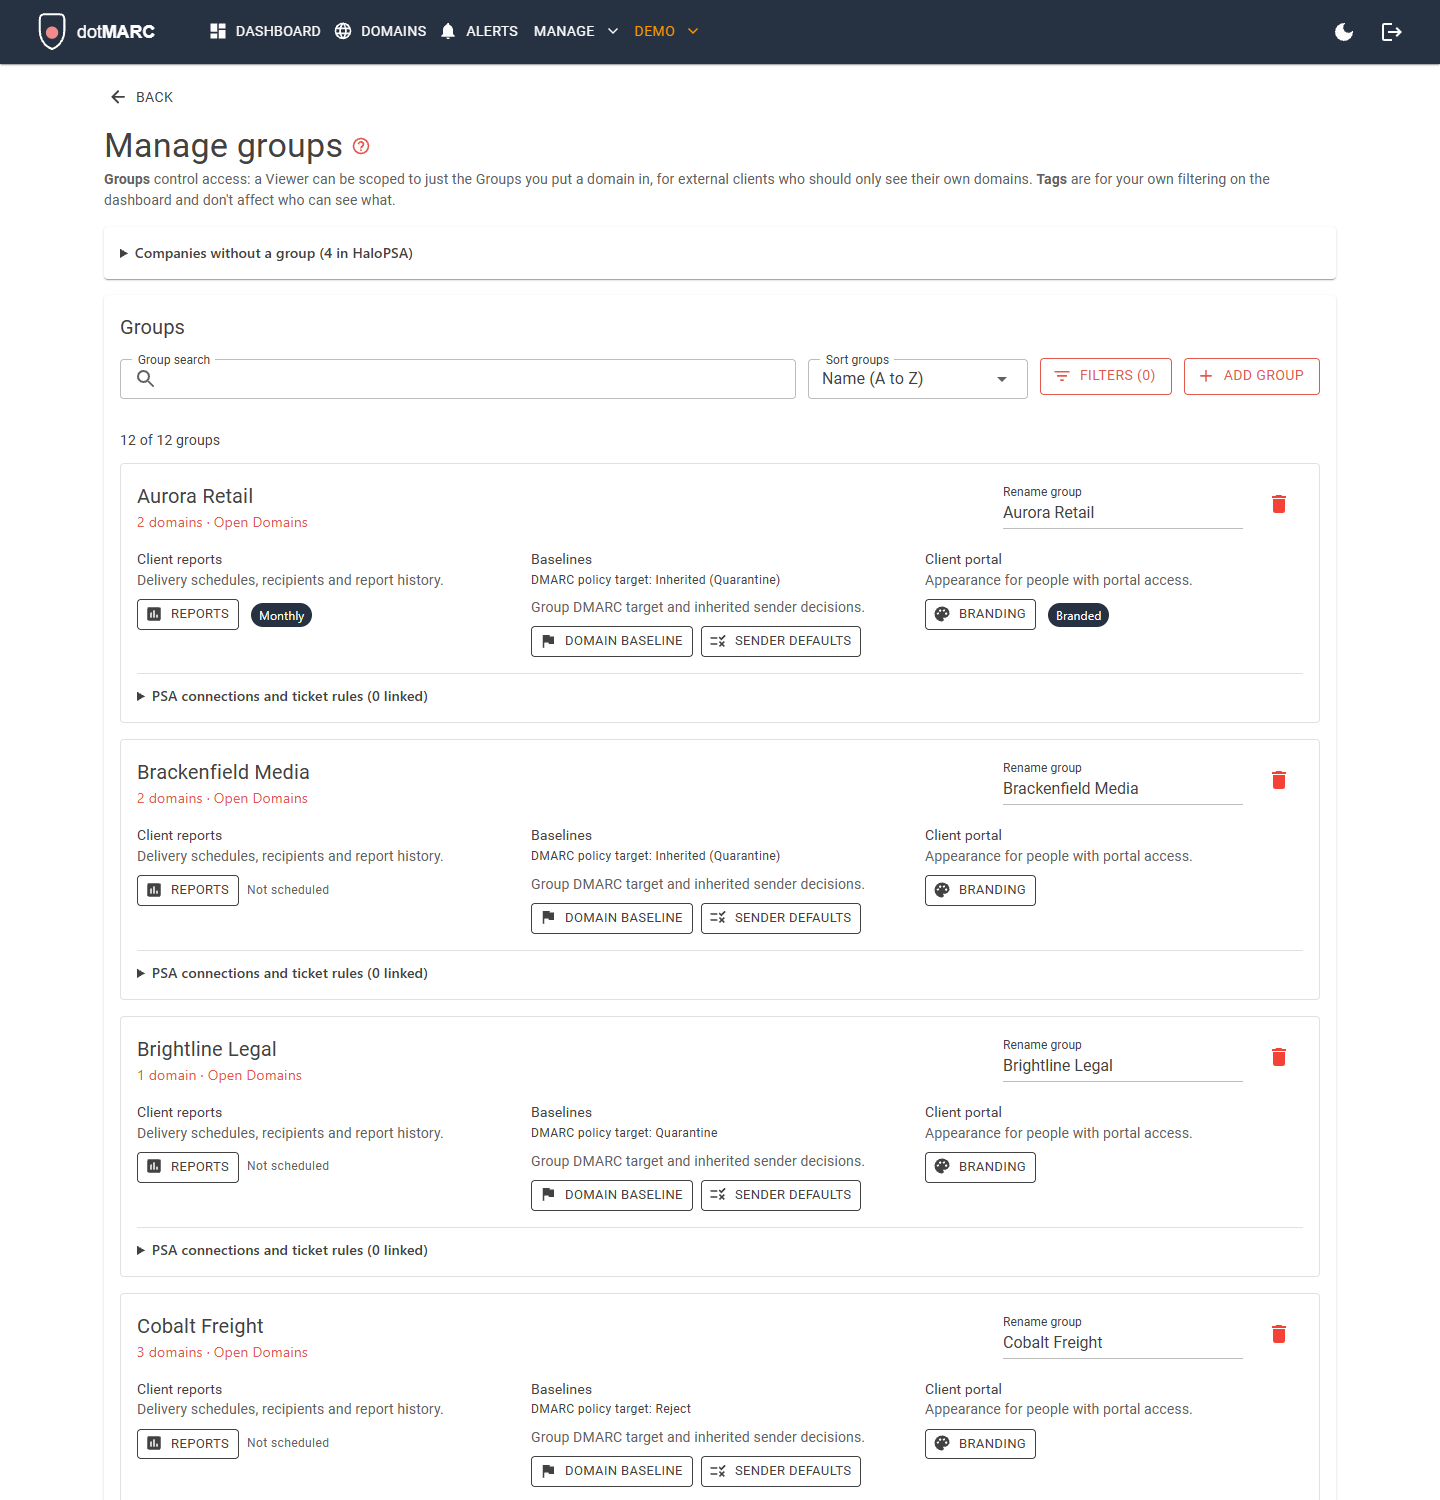 dotMARC
DASHBOARD
DOMAINS
ALERTS
MANAGE
DEMO
BACK
Manage groups
Groups control access: a Viewer can be scoped to just the Groups you put a domain in, for external clients who should only see their own domains. Tags are for your own filtering on the
dashboard and don't affect who can see what.
Companies without a group (4 in HaloPSA)
Groups
Group search
Sort groups
Name (A to Z)
FILTERS (0)
ADD GROUP
12 of 12 groups
Aurora Retail
2 domains · Open Domains
Rename group
Aurora Retail
Client reports
Delivery schedules, recipients and report history.
REPORTS
Monthly
Baselines
DMARC policy target: Inherited (Quarantine)
Group DMARC target and inherited sender decisions.
DOMAIN BASELINE
SENDER DEFAULTS
Client portal
Appearance for people with portal access.
BRANDING
Branded
PSA connections and ticket rules (0 linked)
Brackenfield Media
2 domains · Open Domains
Rename group
Brackenfield Media
Client reports
Delivery schedules, recipients and report history.
REPORTS
Not scheduled
Baselines
DMARC policy target: Inherited (Quarantine)
Group DMARC target and inherited sender decisions.
DOMAIN BASELINE
SENDER DEFAULTS
Client portal
Appearance for people with portal access.
BRANDING
PSA connections and ticket rules (0 linked)
Brightline Legal
1 domain · Open Domains
Rename group
Brightline Legal
Client reports
Delivery schedules, recipients and report history.
REPORTS
Not scheduled
Baselines
DMARC policy target: Quarantine
Group DMARC target and inherited sender decisions.
DOMAIN BASELINE
SENDER DEFAULTS
Client portal
Appearance for people with portal access.
BRANDING
PSA connections and ticket rules (0 linked)
Cobalt Freight
3 domains · Open Domains
Rename group
Cobalt Freight
Client reports
Delivery schedules, recipients and report history.
REPORTS
Not scheduled
Baselines
DMARC policy target: Reject
Group DMARC target and inherited sender decisions.
DOMAIN BASELINE
SENDER DEFAULTS
Client portal
Appearance for people with portal access.
BRANDING